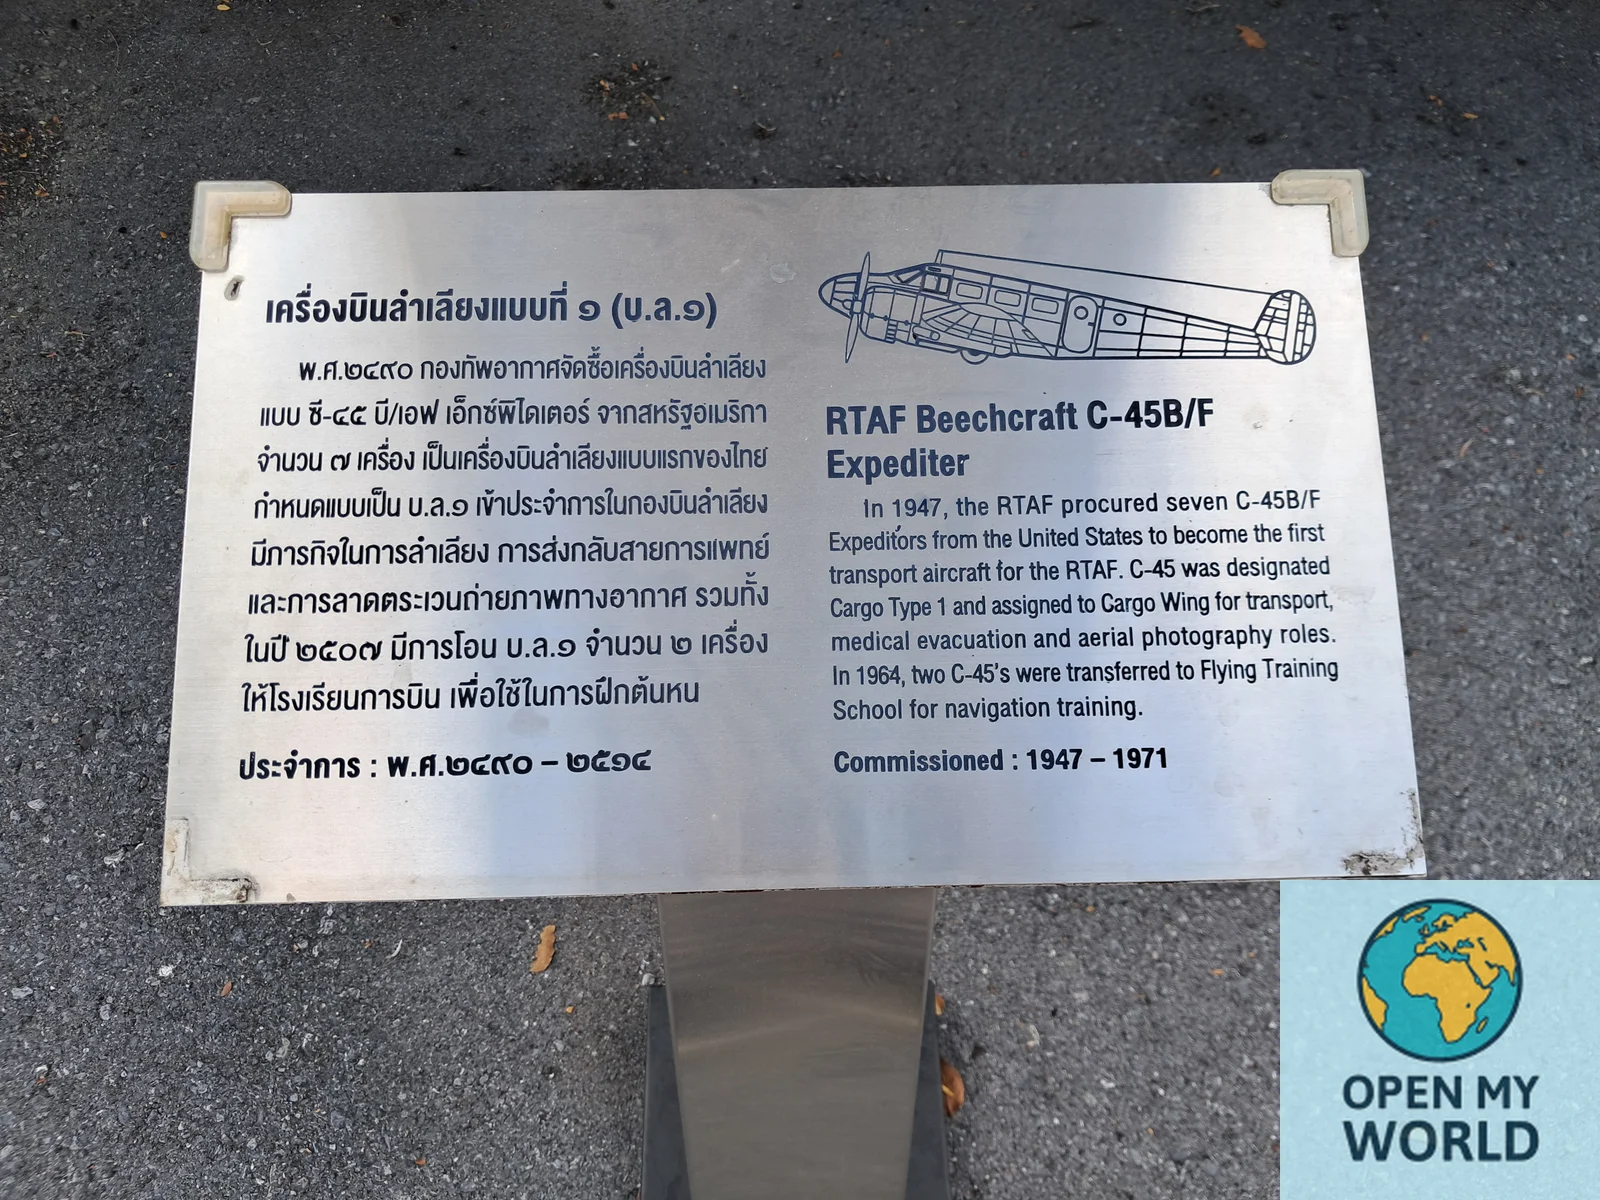 เครื่องบินลำเลียงแบบที่ ๑ (บ.ล.๑)
พ.ศ.๒๔๙๐ กองทัพอากาศจัดซื้อเครื่องบินลำเลียง
แบบ ซี-๔๕ บี/เอฟ เอ็กซ์พิไดเตอร์ จากสหรัฐอเมริกา
จำนวน ๗ เครื่อง เป็นเครื่องบินลำเลียงแบบแรกของไทย
กำหนดแบบเป็น บ.ล.๑ เข้าประจำการในกองบินลำเลียง
มีภารกิจในการลำเลียง การส่งกลับสายการแพทย์
และการลาดตระเวนถ่ายภาพทางอากาศ รวมทั้ง
ในปี ๒๕๐๗ มีการโอน บ.ล.๑ จำนวน ๒ เครื่อง
ให้โรงเรียนการบิน เพื่อใช้ในการฝึกต้นหน
ประจำการ : พ.ศ.๒๔๙๐ – ๒๕๑๔
RTAF Beechcraft C-45B/F
Expediter
In 1947, the RTAF procured seven C-45B/F
Expeditors from the United States to become the first
transport aircraft for the RTAF. C-45 was designated
Cargo Type 1 and assigned to Cargo Wing for transport,
medical evacuation and aerial photography roles.
In 1964, two C-45's were transferred to Flying Training
School for navigation training.
Commissioned : 1947 – 1971
OPEN MY
WORLD